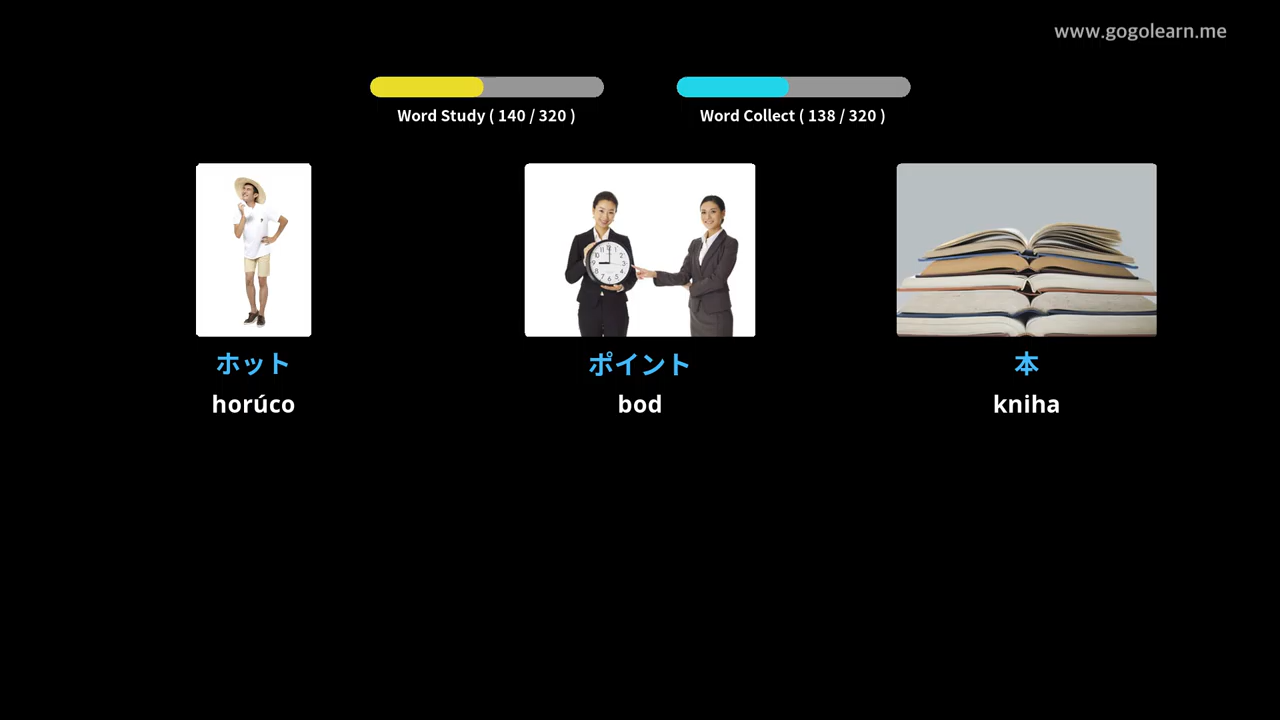 www.gogolearn.me
Word Study ( 140 / 320 )
Word Collect ( 138 / 320 )
ホット
ポイント
本
horúco
bod
kniha